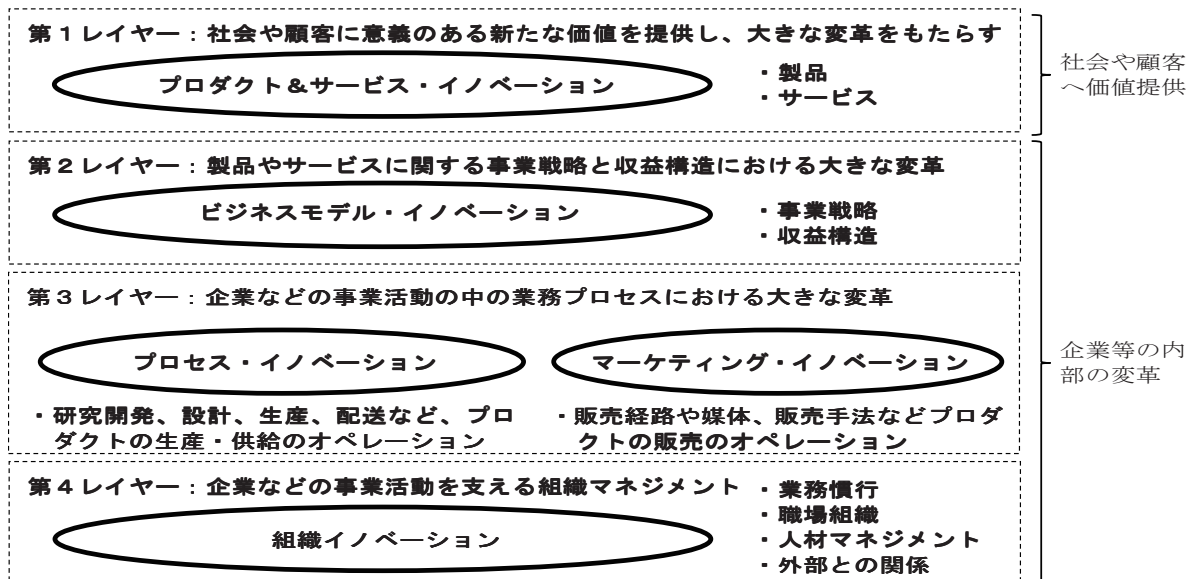 第１レイヤー：社会や顧客に意義のある新たな価値を提供し、大きな変革をもたらす
プロダクト＆サービス・イノベーション
・製品
・サービス
社会や顧客
へ価値提供
第２レイヤー：製品やサービスに関する事業戦略と収益構造における大きな変革
ビジネスモデル・イノベーション
・事業戦略
・収益構造
第３レイヤー：企業などの事業活動の中の業務プロセスにおける大きな変革
プロセス・イノベーション
マーケティング・イノベーション
・研究開発、設計、生産、配送など、プロ
ダクトの生産・供給のオペレーション
・販売経路や媒体、販売手法などプロダ
クトの販売のオペレーション
企業等の内
部の変革
第４レイヤー：企業などの事業活動を支える組織マネジメント
組織イノベーション
・業務慣行
・職場組織
・人材マネジメント
・外部との関係